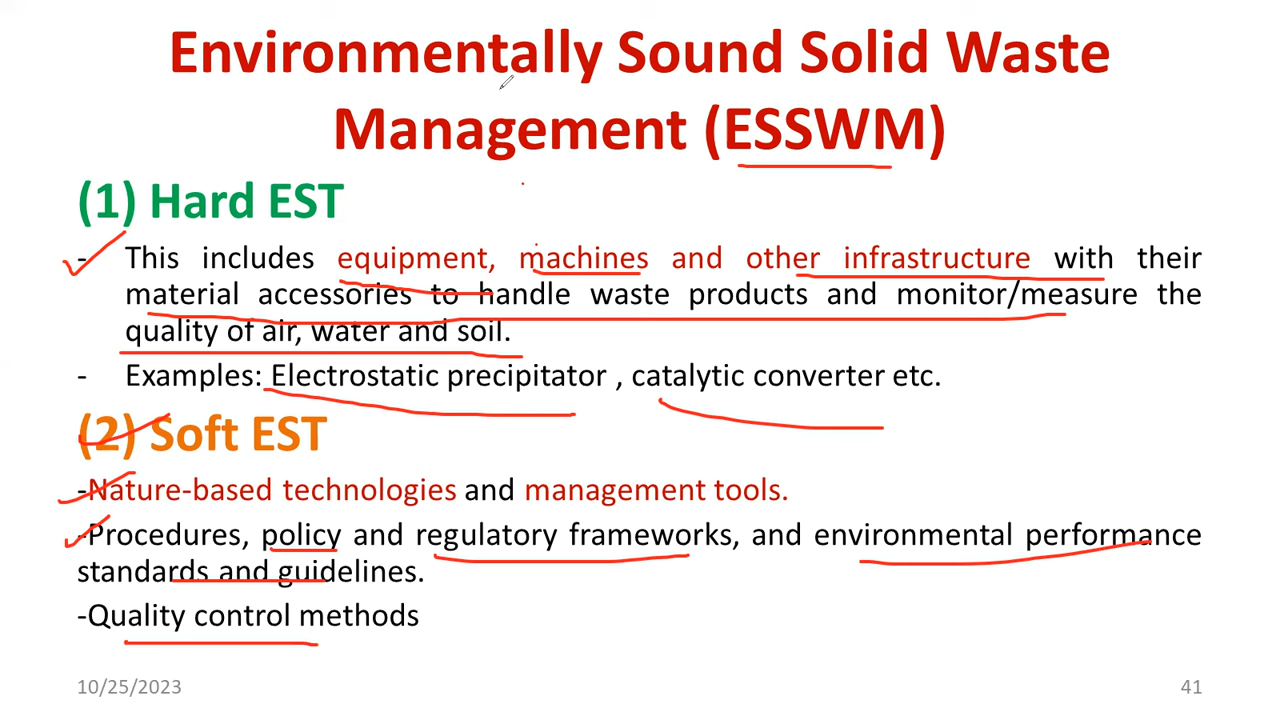 Environmentally Sound Solid Waste
Management (ESSWM)
(1) Hard EST
- This includes equipment, machines and other infrastructure with their
material accessories to handle waste products and monitor/measure the
quality of air, water and soil.
- Examples: Electrostatic precipitator , catalytic converter etc.
(2) Soft EST
-Nature-based technologies and management tools.
-Procedures, policy and regulatory frameworks, and environmental performance
standards and guidelines.
-Quality control methods
10/25/2023
41